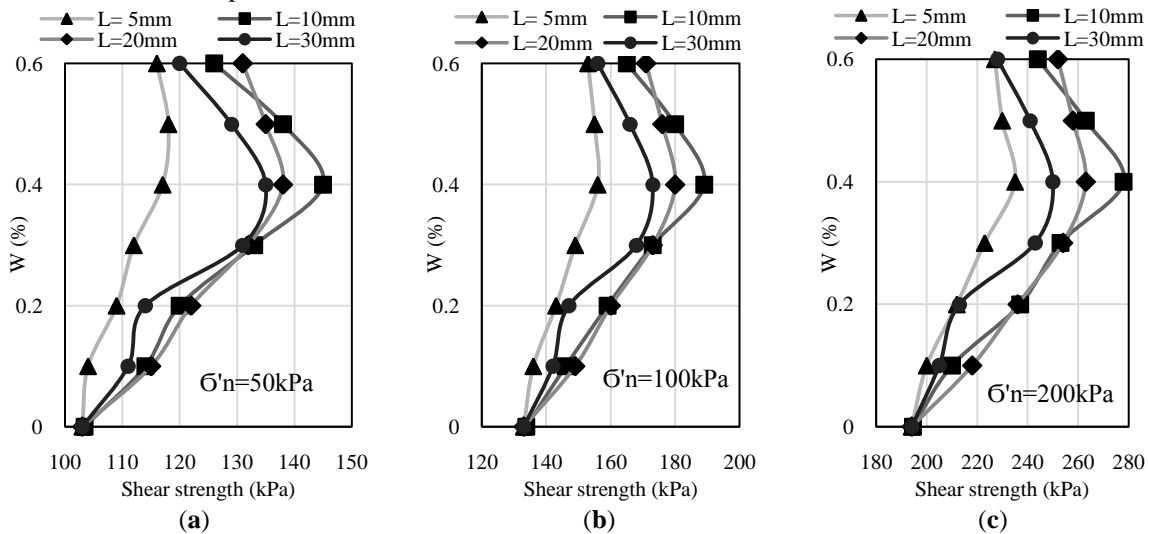 L= 5mm L=10mm
L=20mm L=30mm
0.6
0.4
0.2
0
W (%)
Ϭ'n=50kPa
100 110 120 130 140 150
Shear strength (kPa)
(a)
L= 5mm L=10mm
L=20mm L=30mm
0.6
0.4
0.2
0
W (%)
Ϭ'n=100kPa
120 140 160 180 200
Shear strength (kPa)
(b)
L= 5mm L=10mm
L=20mm L=30mm
0.6
0.4
0.2
0
W (%)
Ϭ'n=200kPa
180 200 220 240 260 280
Shear strength (kPa)
(c)